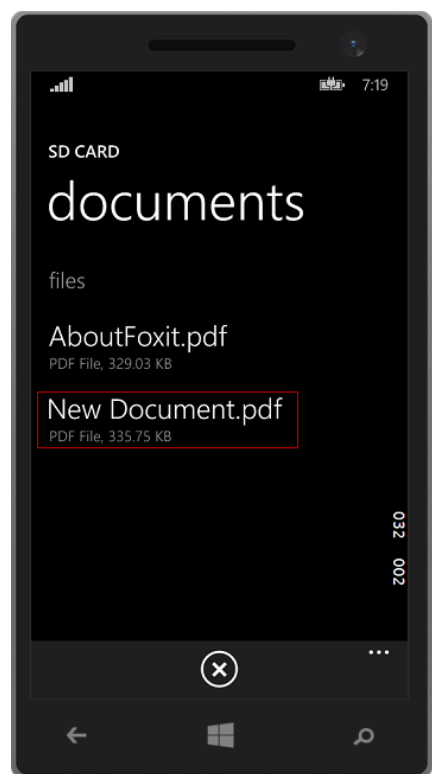 7:19
SD CARD
documents
files
AboutFoxit.pdf
PDF File, 329.03 KB
New Document.pdf
PDF File, 335.75 KB
032
002